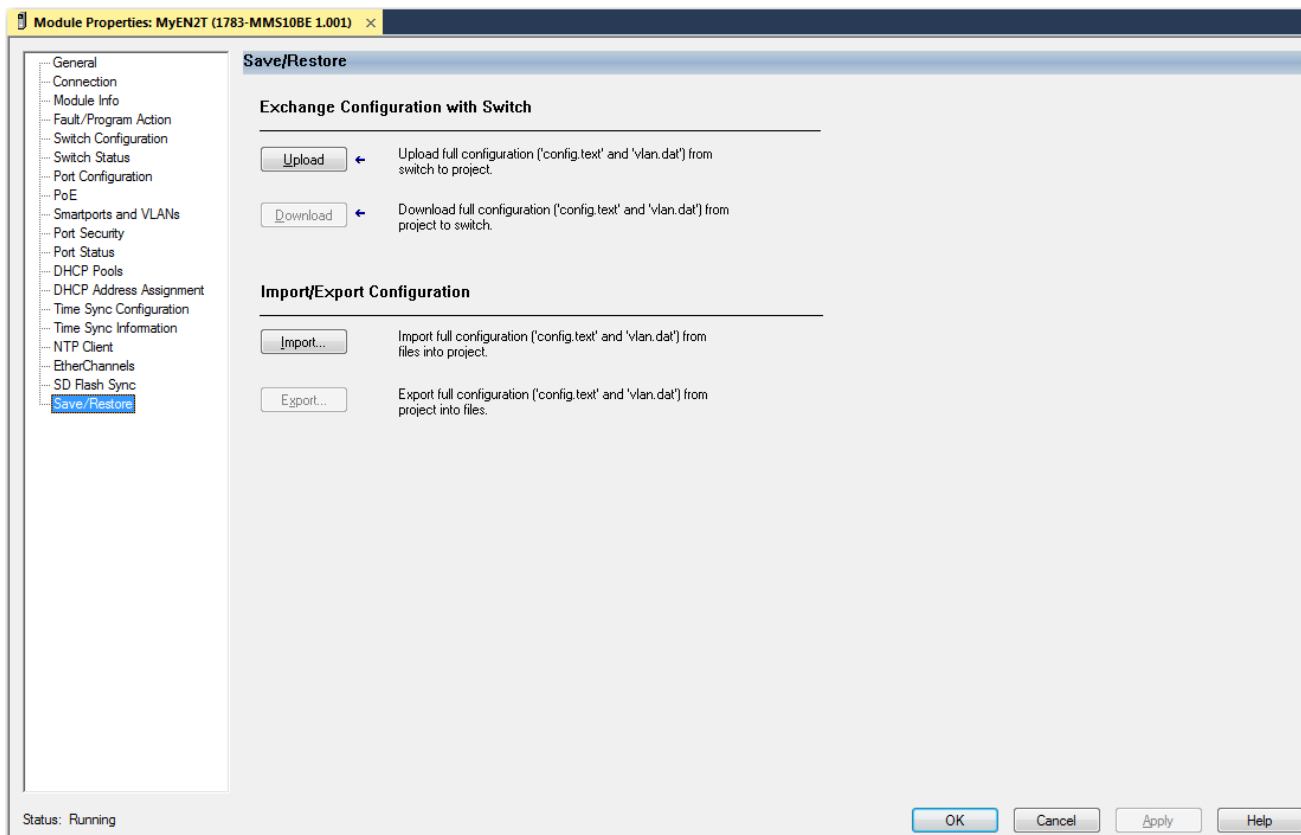 Module Properties: MyEN2T (1783-MMS10BE 1.001)
General
Connection
Module Info
Fault/Program Action
Switch Configuration
Switch Status
Port Configuration
PoE
Smartports and VLANs
Port Security
Port Status
DHCP Pools
DHCP Address Assignment
Time Sync Configuration
Time Sync Information
NTP Client
EtherChannels
SD Flash Sync
Save/Restore
Save/Restore
Exchange Configuration with Switch
Upload
Upload full configuration ('config.text' and 'vlan.dat') from
switch to project.
Download
Download full configuration ('config.text' and 'vlan.dat') from
project to switch.
Import/Export Configuration
Import...
Import full configuration ('config.text' and 'vlan.dat') from
files into project.
Export...
Export full configuration ('config.text' and 'vlan.dat') from
project into files.
Status: Running
OK
Cancel
Apply
Help